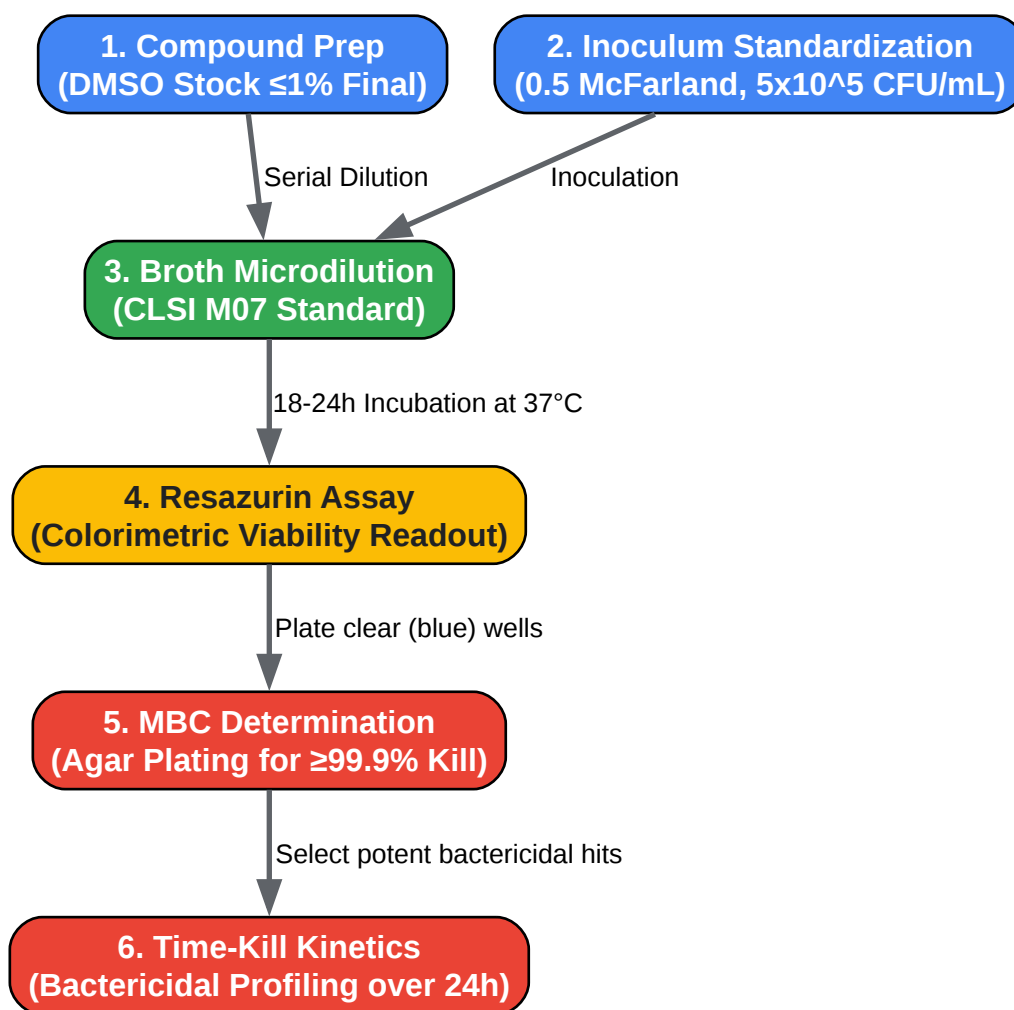 1. Compound Prep
(DMSO Stock ≤1% Final)
2. Inoculum Standardization
(0.5 McFarland, 5x10^5 CFU/mL)
Serial Dilution
Inoculation
3. Broth Microdilution
(CLSI M07 Standard)
18-24h Incubation at 37°C
4. Resazurin Assay
(Colorimetric Viability Readout)
Plate clear (blue) wells
5. MBC Determination
(Agar Plating for ≥99.9% Kill)
Select potent bactericidal hits
6. Time-Kill Kinetics
(Bactericidal Profiling over 24h)